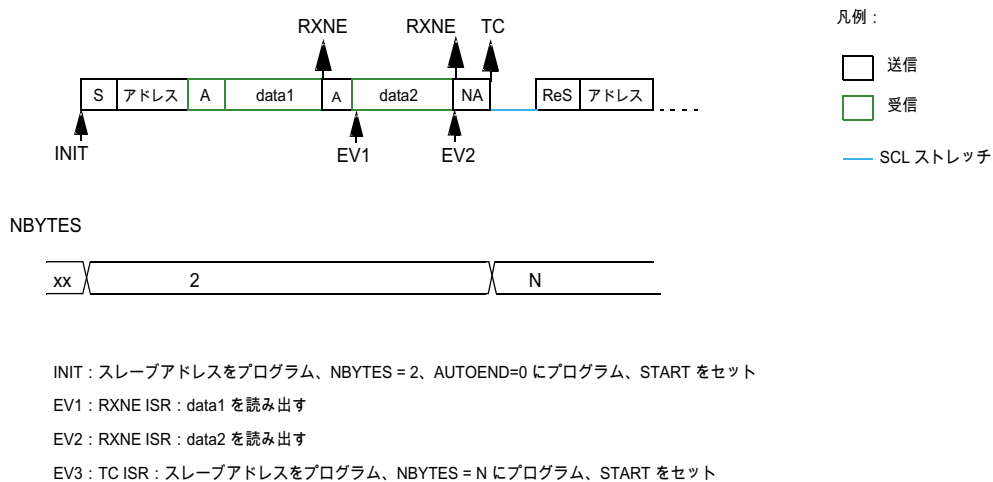 RXNE RXNE TC
凡例：
送信
S アドレス A data1 A data2 NA ReS アドレス
受信
INIT EV1 EV2
SCL ストレッチ
NBYTES
xx 2 N
INIT：スレーブアドレスをプログラム、NBYTES = 2、AUTOEND=0 にプログラム、START をセット
EV1：RXNE ISR：data1 を読み出す
EV2：RXNE ISR：data2 を読み出す
EV3：TC ISR：スレーブアドレスをプログラム、NBYTES = N にプログラム、START をセット